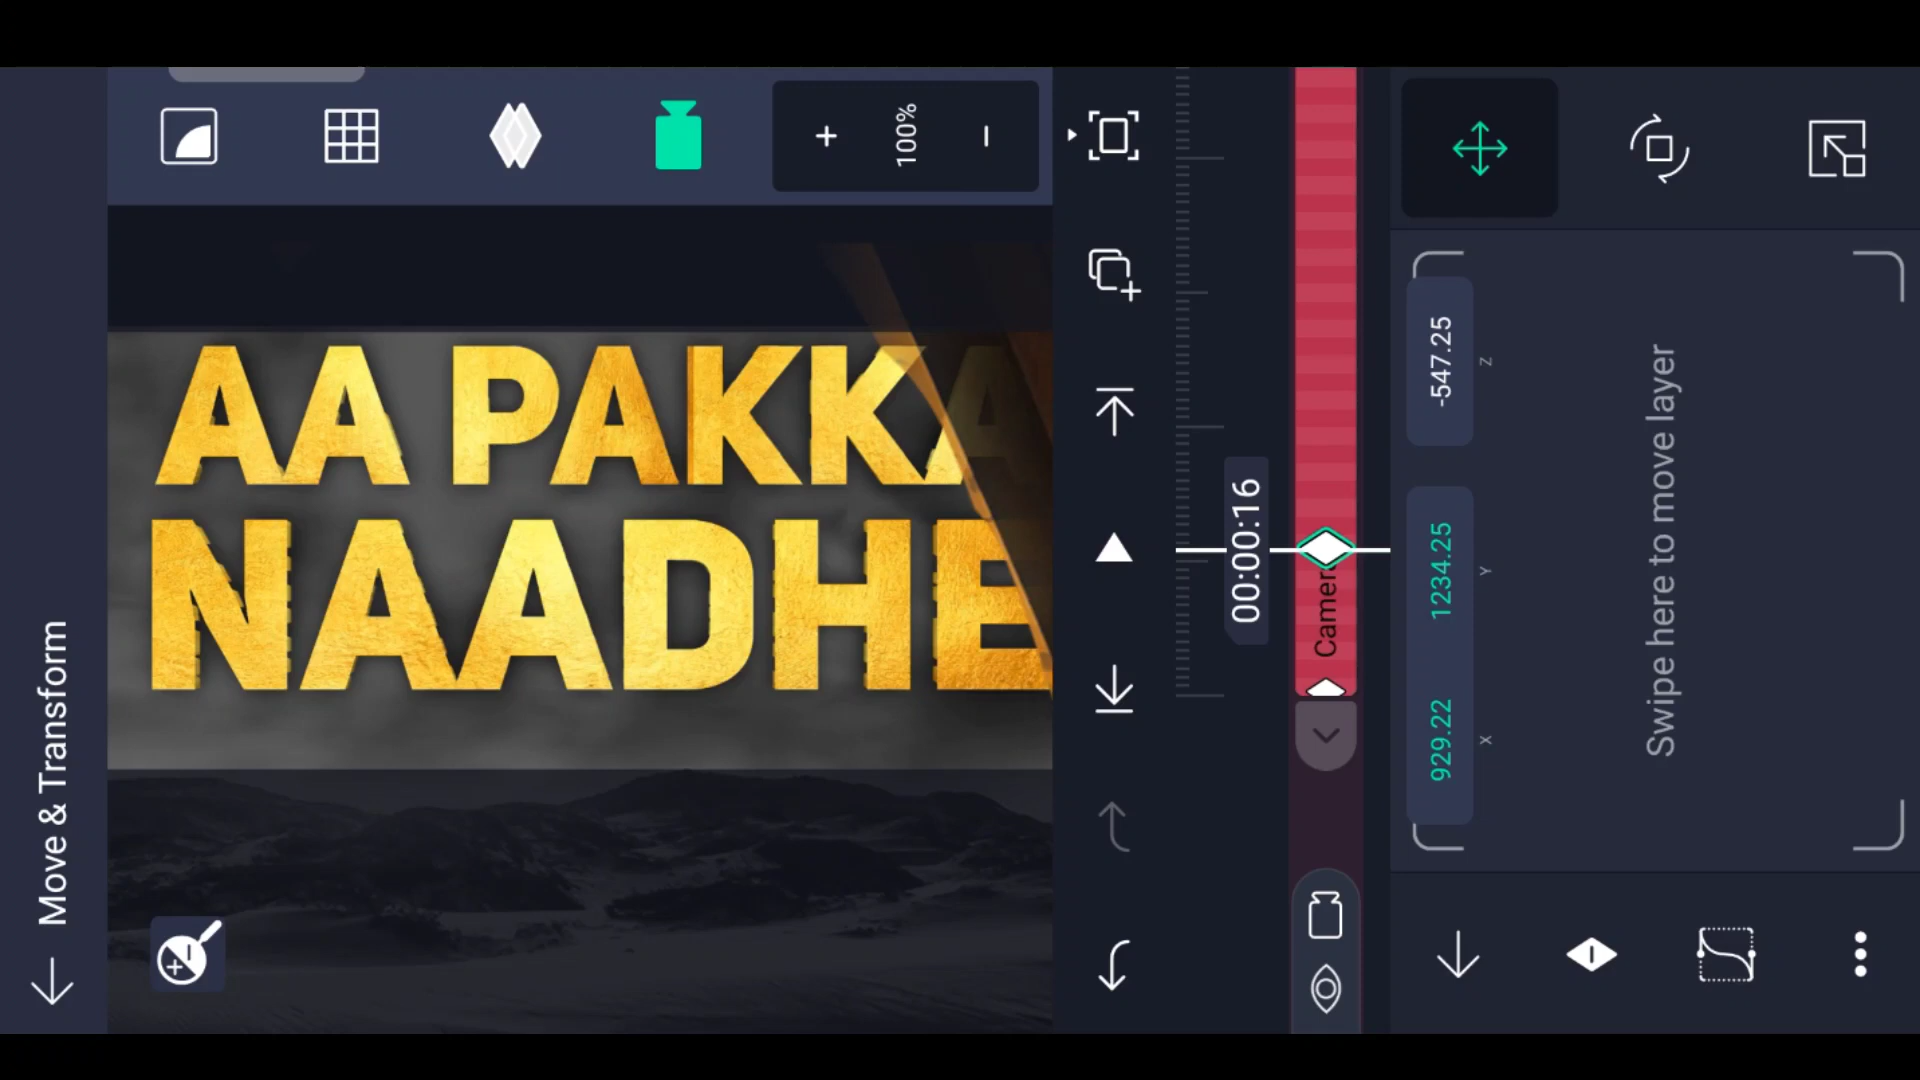 Move & Transform
100%
AA PAKKA
NAADHE
00:00:16
Camer
929.22
X
1234.25
Y
-547.25
Z
Swipe here to move layer